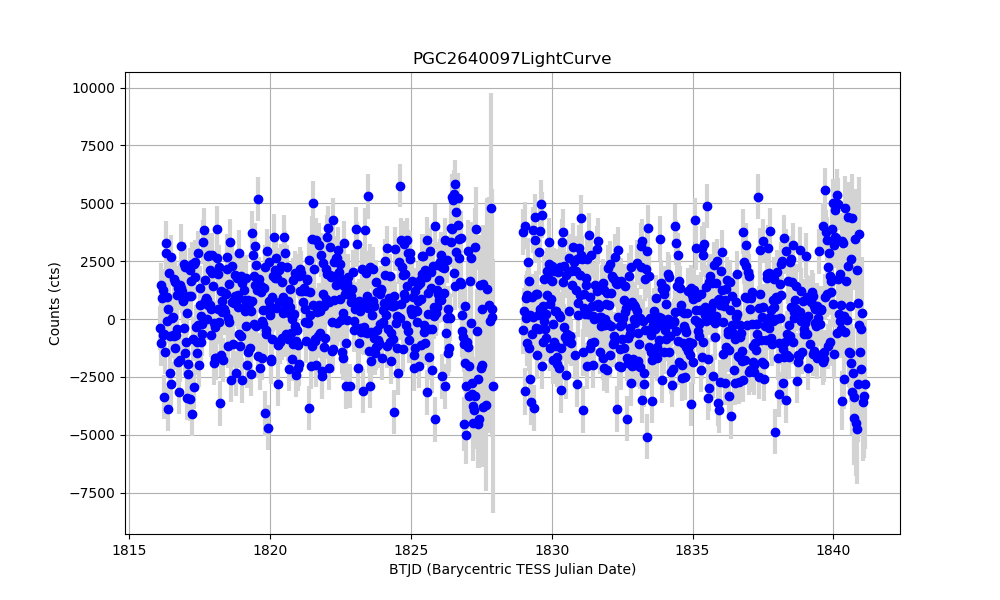 PGC2640097LightCurve
Counts (cts)
10000
7500
5000
2500
0
−2500
−5000
−7500
1815 1820 1825 1830 1835 1840
BTJD (Barycentric TESS Julian Date)